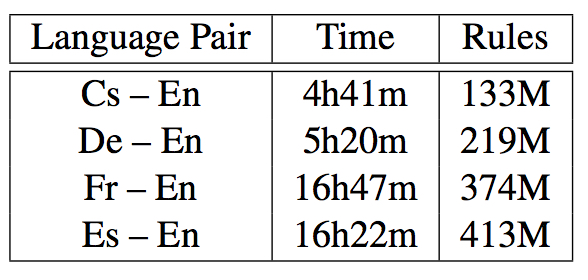 Language Pair Time Rules
Cs – En 4h41m 133M
De – En 5h20m 219M
Fr – En 16h47m 374M
Es – En 16h22m 413M